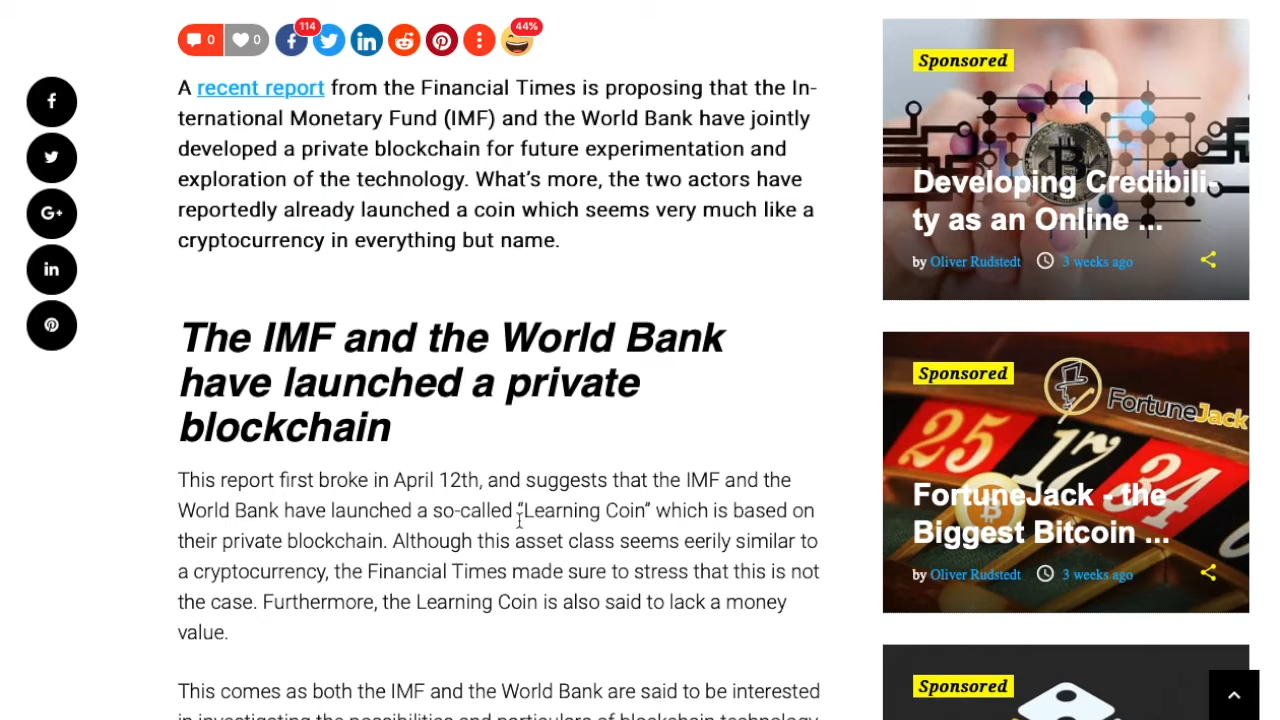 0
0
114
44%
A recent report from the Financial Times is proposing that the In-
ternational Monetary Fund (IMF) and the World Bank have jointly
developed a private blockchain for future experimentation and
exploration of the technology. What’s more, the two actors have
reportedly already launched a coin which seems very much like a
cryptocurrency in everything but name.
The IMF and the World Bank
have launched a private
blockchain
This report first broke in April 12th, and suggests that the IMF and the
World Bank have launched a so-called “Learning Coin” which is based on
their private blockchain. Although this asset class seems eerily similar to
a cryptocurrency, the Financial Times made sure to stress that this is not
the case. Furthermore, the Learning Coin is also said to lack a money
value.
This comes as both the IMF and the World Bank are said to be interested
in investigating the possibilities and particulars of blockchain technology
Sponsored
Developing Credibili-
ty as an Online ...
by Oliver Rudstedt 3 weeks ago
Sponsored
FortuneJack
25 17 34
FortuneJack - the
Biggest Bitcoin ...
by Oliver Rudstedt 3 weeks ago
Sponsored